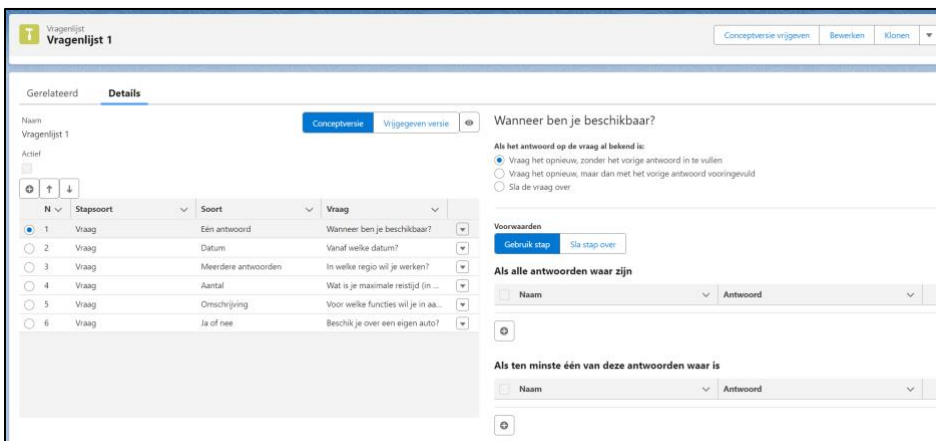 Vragenlijst
Vragenlijst 1
Conceptversie vrijgeven Bewerken Klonen
Gerelateerd Details
Naam
Vragenlijst 1
Conceptversie Vrijgegeven versie
Actief
N Stapsoort Soort Vraag
1 Vraag Eén antwoord Wanneer ben je beschikbaar?
2 Vraag Datum Vanaf welke datum?
3 Vraag Meerdere antwoorden In welke regio wil je werken?
4 Vraag Aantal Wat is je maximale reistijd (in ...
5 Vraag Omschrijving Voor welke functies wil je in aa...
6 Vraag Ja of nee Beschik je over een eigen auto?
Wanneer ben je beschikbaar?
Als het antwoord op de vraag al bekend is:
Vraag het opnieuw, zonder het vorige antwoord in te vullen
Vraag het opnieuw, maar dan met het vorige antwoord vooringevuld
Sla de vraag over
Voorwaarden
Gebruik stap Sla stap over
Als alle antwoorden waar zijn
Naam Antwoord
Als ten minste één van deze antwoorden waar is
Naam Antwoord